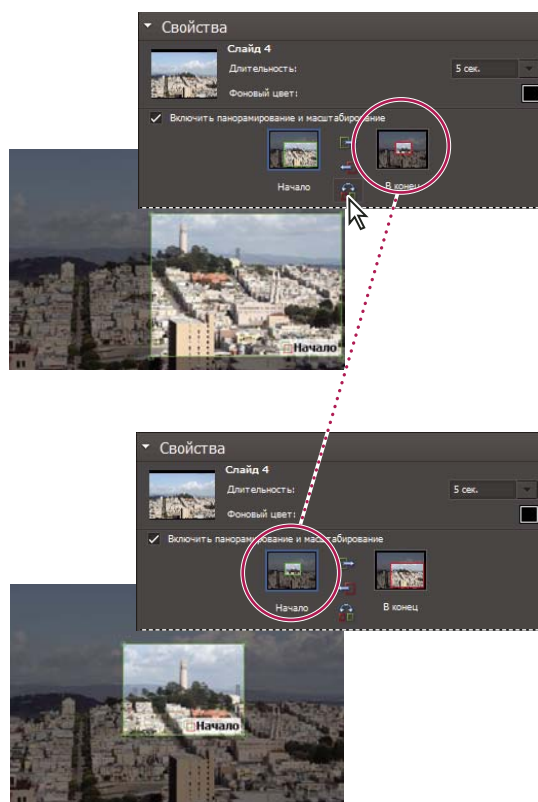 Свойства
Слайд 4
Длительность: 5 сек.
Фоновый цвет:
Включить панорамирование и масштабирование
Начало В конец
Начало
Свойства
Слайд 4
Длительность: 5 сек.
Фоновый цвет:
Включить панорамирование и масштабирование
Начало В конец
Начало